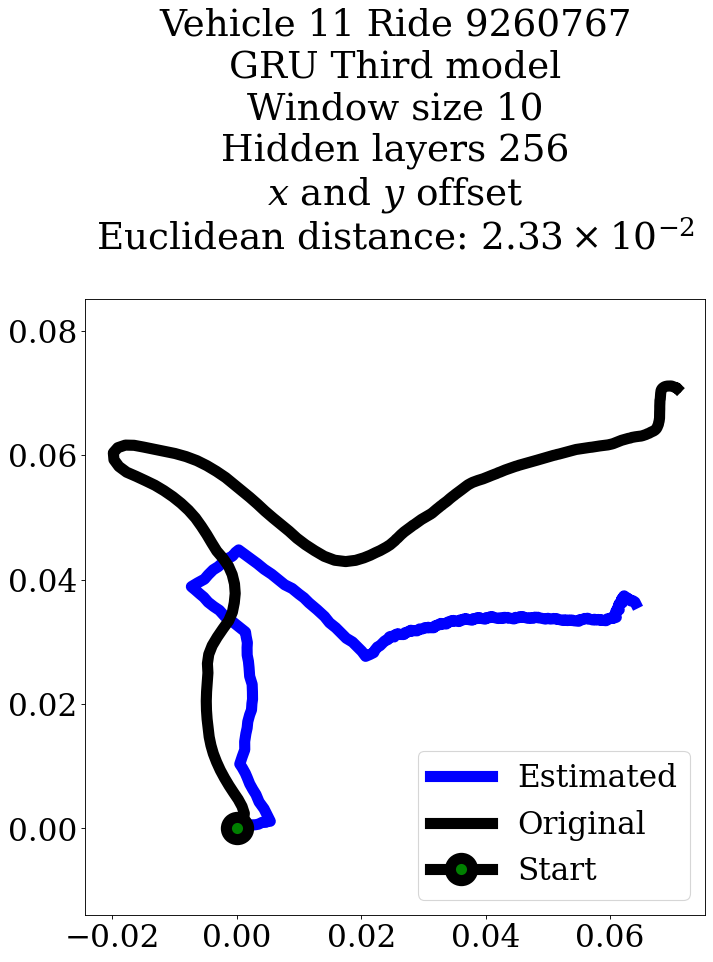 Vehicle 11 Ride 9260767
GRU Third model
Window size 10
Hidden layers 256
x and y offset
Euclidean distance: 2.33 × 10⁻²
0.08
0.06
0.04
0.02
0.00
Estimated
Original
Start
−0.02 0.00 0.02 0.04 0.06